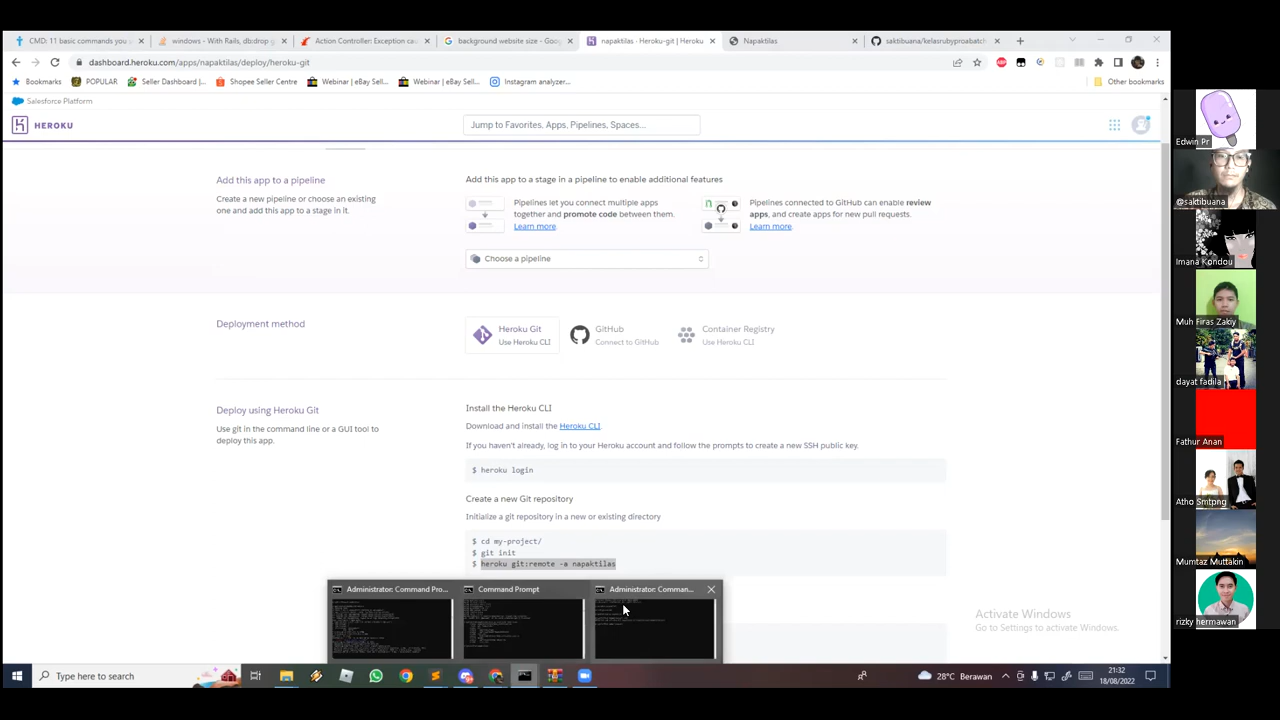 CMD: 11 basic commands you
windows - With Rails, db:drop g
Action Controller: Exception ca
background website size - Goog
napaktilas · Heroku-git | Heroku
Napaktilas
saktibuana/kelasrubyproabatch
dashboard.heroku.com/apps/napaktilas/deploy/heroku-git
Bookmarks
POPULAR
Seller Dashboard |...
Shopee Seller Centre
Webinar | eBay Sell...
Webinar | eBay Sell...
Instagram analyzer...
Other bookmarks
Salesforce Platform
HEROKU
Jump to Favorites, Apps, Pipelines, Spaces...
Edwin Pr
@saktibuana
Imana Kondou
Muh Firas Zakiy
dayat fadila
Fathur Anan
Atho Smtpng
Mumtaz Muttakin
rizky hermawan
Add this app to a pipeline
Create a new pipeline or choose an existing
one and add this app to a stage in it.
Add this app to a stage in a pipeline to enable additional features
Pipelines let you connect multiple apps
together and promote code between them.
Learn more.
Pipelines connected to GitHub can enable review
apps, and create apps for new pull requests.
Learn more.
Choose a pipeline
Deployment method
Heroku Git
Use Heroku CLI
GitHub
Connect to GitHub
Container Registry
Use Heroku CLI
Deploy using Heroku Git
Use git in the command line or a GUI tool to
deploy this app.
Install the Heroku CLI
Download and install the Heroku CLI.
If you haven't already, log in to your Heroku account and follow the prompts to create a new SSH public key.
$ heroku login
Create a new Git repository
Initialize a git repository in a new or existing directory
$ cd my-project/
$ git init
$ heroku git:remote -a napaktilas
Administrator: Command Pro...
Command Prompt
Administrator: Comman...
Activate Windows
Go to Settings to activate Windows.
Type here to search
28°C Berawan
21:32
18/08/2022